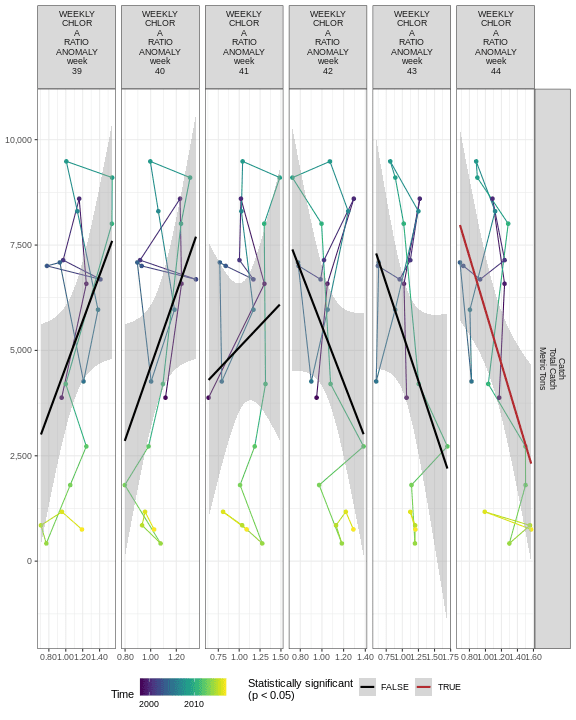 WEEKLY
CHLOR
A
RATIO
ANOMALY
week
39
WEEKLY
CHLOR
A
RATIO
ANOMALY
week
40
WEEKLY
CHLOR
A
RATIO
ANOMALY
week
41
WEEKLY
CHLOR
A
RATIO
ANOMALY
week
42
WEEKLY
CHLOR
A
RATIO
ANOMALY
week
43
WEEKLY
CHLOR
A
RATIO
ANOMALY
week
44
10,000
7,500
5,000
2,500
0
Catch
Total Catch
Metric Tons
0.80 1.00 1.20 1.40
0.80 1.00 1.20
0.75 1.00 1.25 1.50
0.80 1.00 1.20 1.40
0.75 1.00 1.25 1.50 1.75
0.80 1.00 1.20 1.40 1.60
Time
2000 2010
Statistically significant
(p < 0.05)
FALSE
TRUE